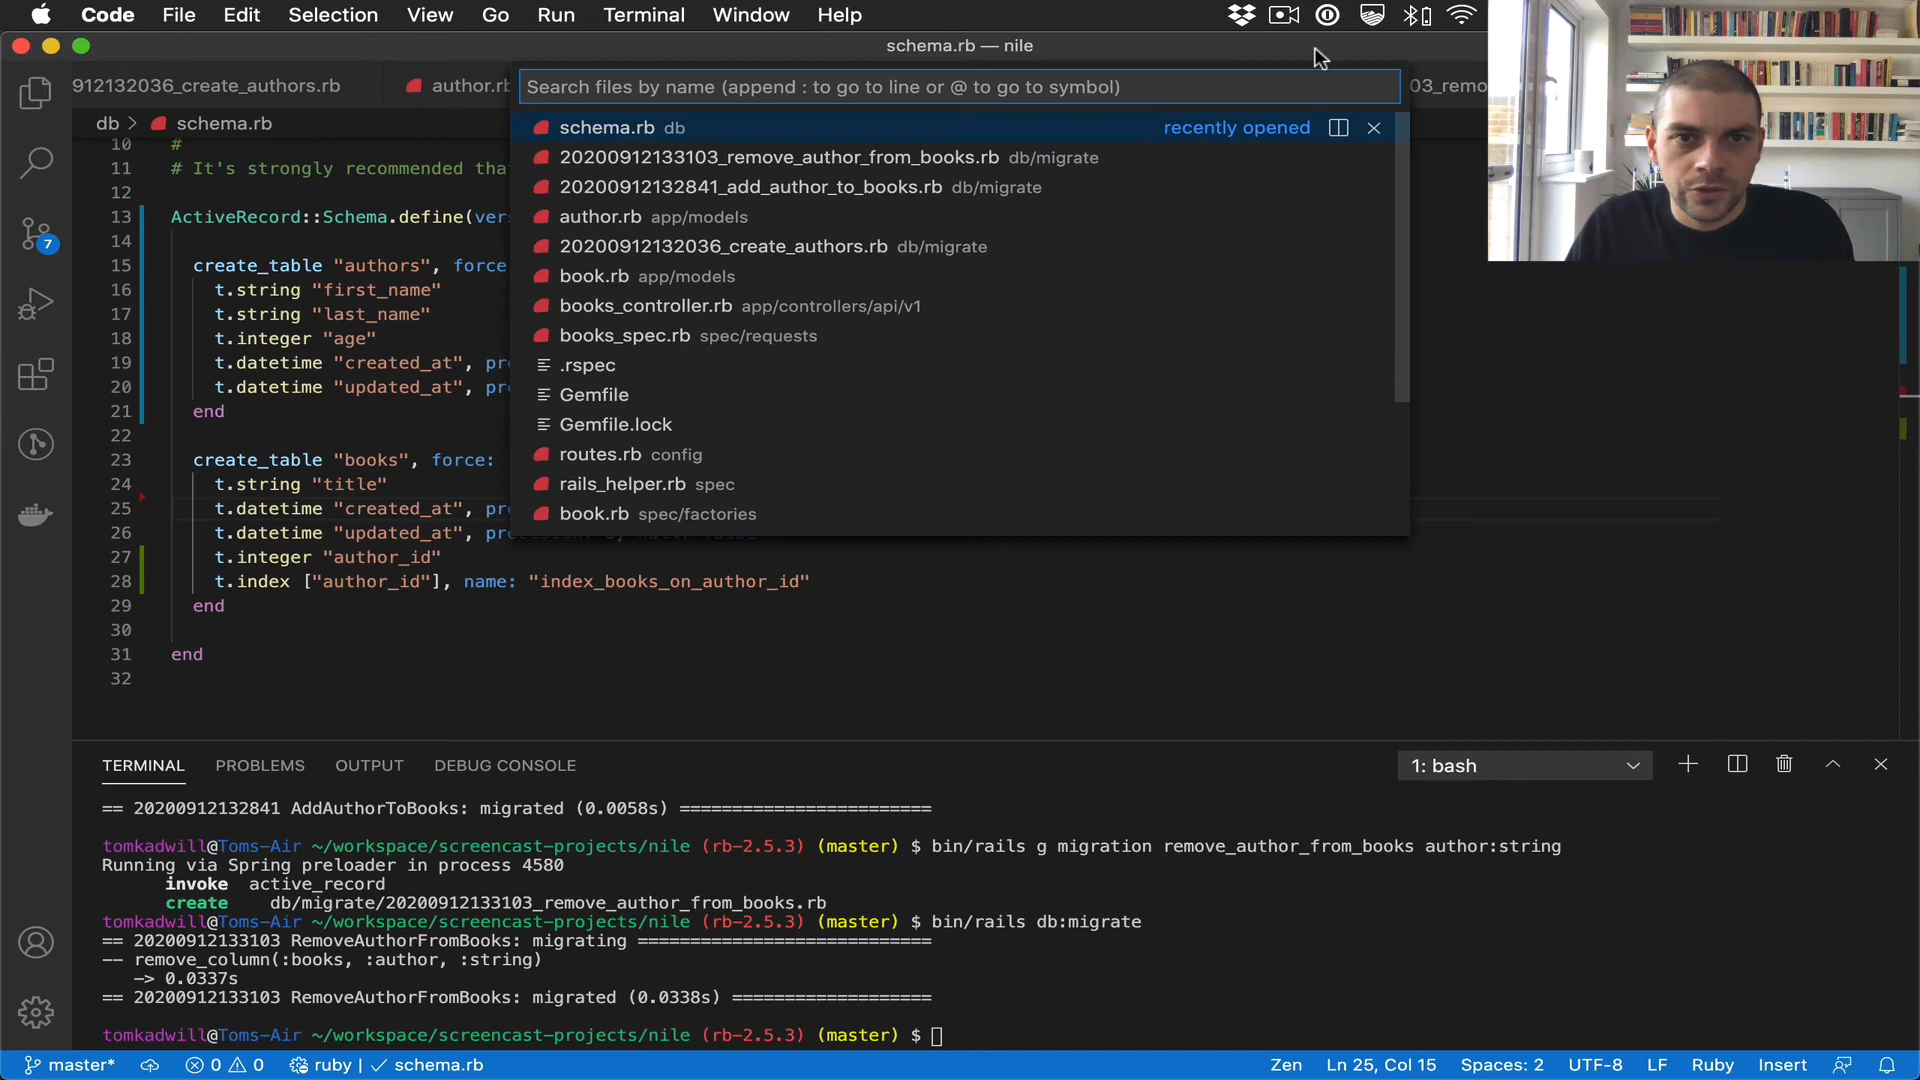 Code File Edit Selection View Go Run Terminal Window Help
schema.rb — nile
912132036_create_authors.rb author.rb 03_remo
Search files by name (append : to go to line or @ to go to symbol)
db > schema.rb
schema.rb db recently opened
20200912133103_remove_author_from_books.rb db/migrate
20200912132841_add_author_to_books.rb db/migrate
author.rb app/models
20200912132036_create_authors.rb db/migrate
book.rb app/models
books_controller.rb app/controllers/api/v1
books_spec.rb spec/requests
.rspec
Gemfile
Gemfile.lock
routes.rb config
rails_helper.rb spec
book.rb spec/factories
7
10 #
11 # It's strongly recommended tha
12
13 ActiveRecord::Schema.define(ver
14
15 create_table "authors", force
16 t.string "first_name"
17 t.string "last_name"
18 t.integer "age"
19 t.datetime "created_at", pr
20 t.datetime "updated_at", pr
21 end
22
23 create_table "books", force:
24 t.string "title"
25 t.datetime "created_at", pr
26 t.datetime "updated_at", precision: 6, null: false
27 t.integer "author_id"
28 t.index ["author_id"], name: "index_books_on_author_id"
29 end
30
31 end
32
TERMINAL PROBLEMS OUTPUT DEBUG CONSOLE 1: bash
== 20200912132841 AddAuthorToBooks: migrated (0.0058s) ========================
tomkadwill@Toms-Air ~/workspace/screencast-projects/nile (rb-2.5.3) (master) $ bin/rails g migration remove_author_from_books author:string
Running via Spring preloader in process 4580
invoke active_record
create db/migrate/20200912133103_remove_author_from_books.rb
tomkadwill@Toms-Air ~/workspace/screencast-projects/nile (rb-2.5.3) (master) $ bin/rails db:migrate
== 20200912133103 RemoveAuthorFromBooks: migrating ============================
-- remove_column(:books, :author, :string)
-> 0.0337s
== 20200912133103 RemoveAuthorFromBooks: migrated (0.0338s) ===================
tomkadwill@Toms-Air ~/workspace/screencast-projects/nile (rb-2.5.3) (master) $
master* 0 0 ruby | ✓ schema.rb Zen Ln 25, Col 15 Spaces: 2 UTF-8 LF Ruby Insert